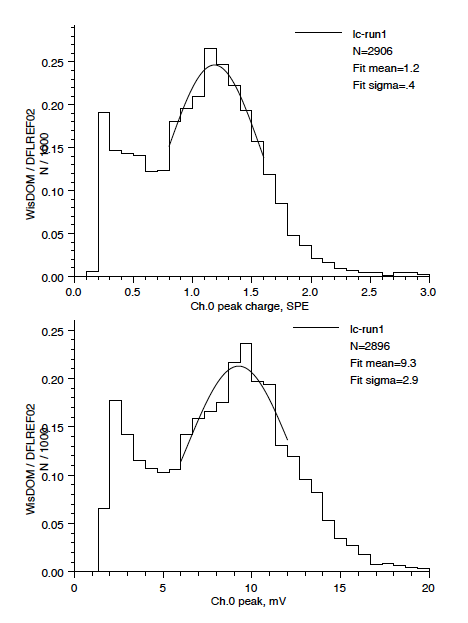 lc-run1
N=2906
Fit mean=1.2
Fit sigma=.4
0.25
0.20
0.15
0.10
0.05
0.00
WisDOM / DFLREF02
N / 1000
0.0 0.5 1.0 1.5 2.0 2.5 3.0
Ch.0 peak charge, SPE
lc-run1
N=2896
Fit mean=9.3
Fit sigma=2.9
0.25
0.20
0.15
0.10
0.05
0.00
WisDOM / DFLREF02
N / 1000
0 5 10 15 20
Ch.0 peak, mV